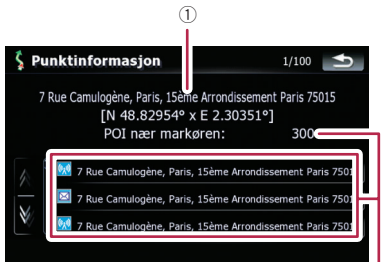 ①
Punktinformasjon 1/100
7 Rue Camulogène, Paris, 15ème Arrondissement Paris 75015
[N 48.82954° x E 2.30351°]
POI nær markøren: 300
7 Rue Camulogène, Paris, 15ème Arrondissement Paris 7501
7 Rue Camulogène, Paris, 15ème Arrondissement Paris 7501
7 Rue Camulogène, Paris, 15ème Arrondissement Paris 7501